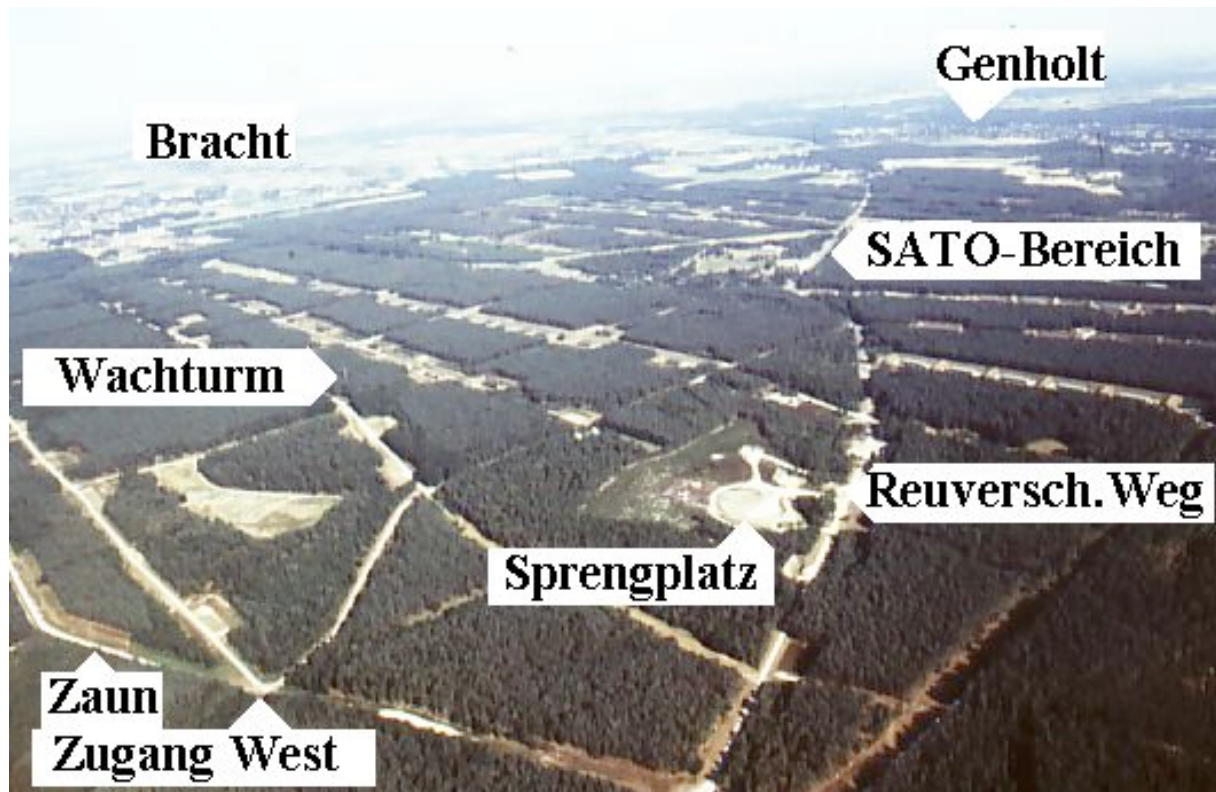 Genholt
Bracht
SATO-Bereich
Wachturm
Reuversch.Weg
Sprengplatz
Zaun
Zugang West